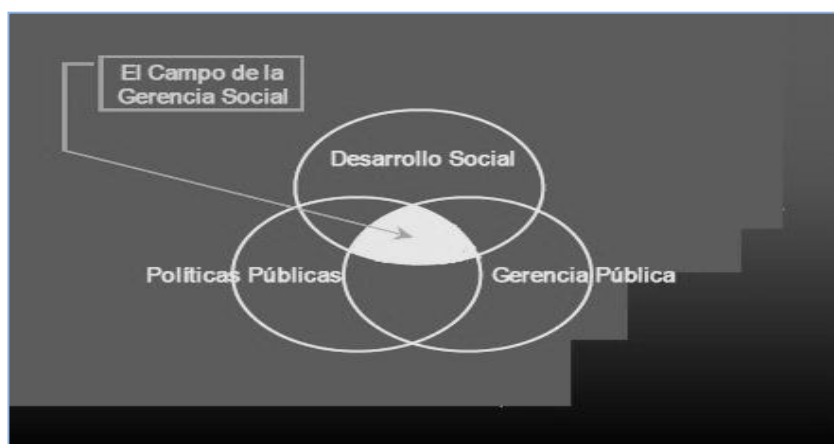 El Campo de la
Gerencia Social
Desarrollo Social
Políticas Públicas
Gerencia Pública